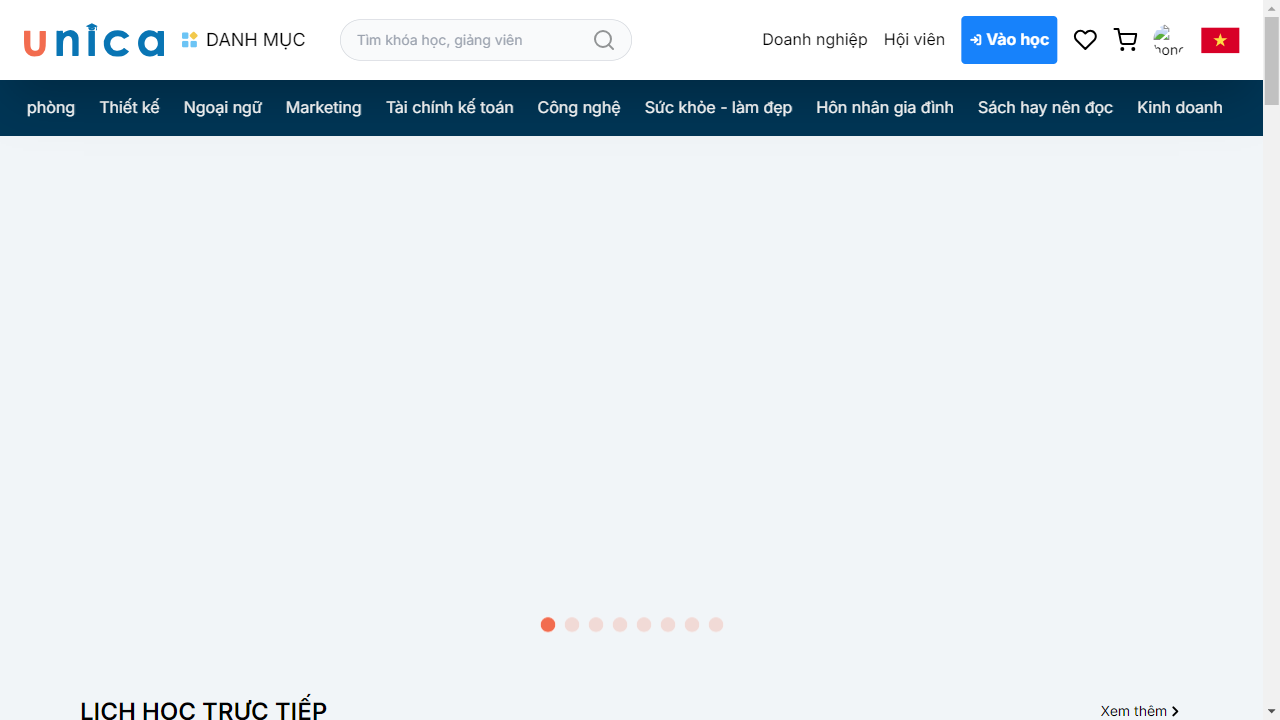 unica
DANH MỤC
Tìm khóa học, giảng viên
Doanh nghiệp
Hội viên
Vào học
phòng
Thiết kế
Ngoại ngữ
Marketing
Tài chính kế toán
Công nghệ
Sức khỏe - làm đẹp
Hôn nhân gia đình
Sách hay nên đọc
Kinh doanh
LỊCH HỌC TRỰC TIẾP
Xem thêm